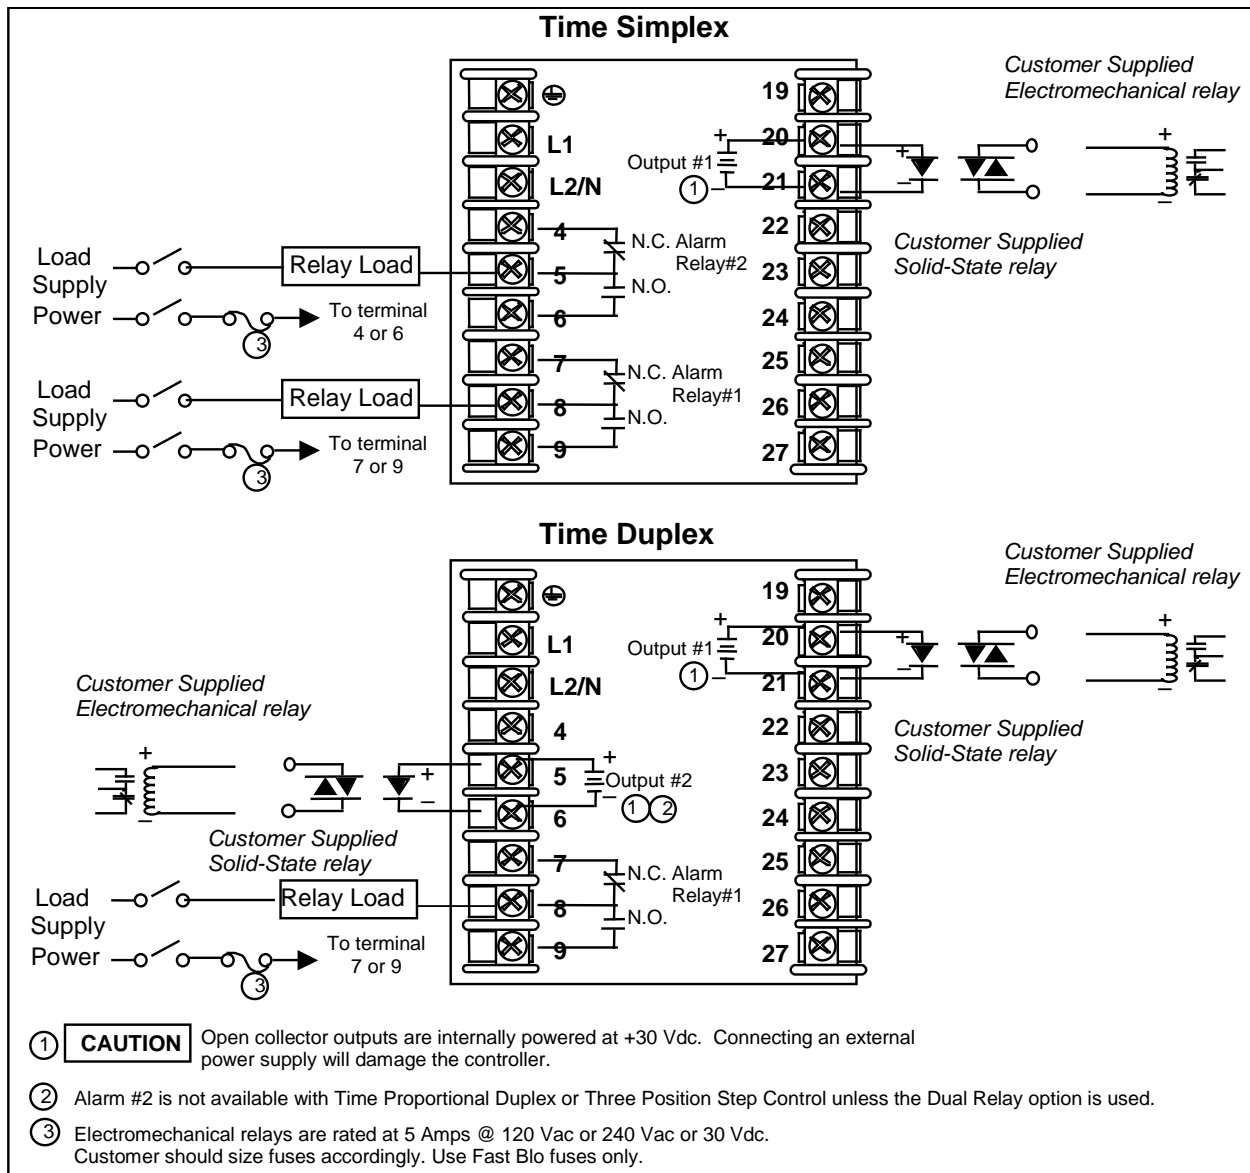 Time Simplex
Customer Supplied
Electromechanical relay
L1
L2/N
4
5
6
7
8
9
19
20
21
22
23
24
25
26
27
+
Output #1
1
–
+
–
+
–
Customer Supplied
Solid-State relay
N.C. Alarm
Relay#2
N.O.
N.C. Alarm
Relay#1
N.O.
Load
Supply
Power
Relay Load
3
To terminal
4 or 6
Load
Supply
Power
Relay Load
3
To terminal
7 or 9
Time Duplex
Customer Supplied
Electromechanical relay
L1
L2/N
4
5
6
7
8
9
19
20
21
22
23
24
25
26
27
+
Output #1
1
–
+
–
+
–
Customer Supplied
Solid-State relay
Customer Supplied
Electromechanical relay
+
–
+
–
+
Output #2
–
1 2
Customer Supplied
Solid-State relay
N.C. Alarm
Relay#1
N.O.
Load
Supply
Power
Relay Load
3
To terminal
7 or 9
1 CAUTION Open collector outputs are internally powered at +30 Vdc. Connecting an external
power supply will damage the controller.
2 Alarm #2 is not available with Time Proportional Duplex or Three Position Step Control unless the Dual Relay option is used.
3 Electromechanical relays are rated at 5 Amps @ 120 Vac or 240 Vac or 30 Vdc.
Customer should size fuses accordingly. Use Fast Blo fuses only.